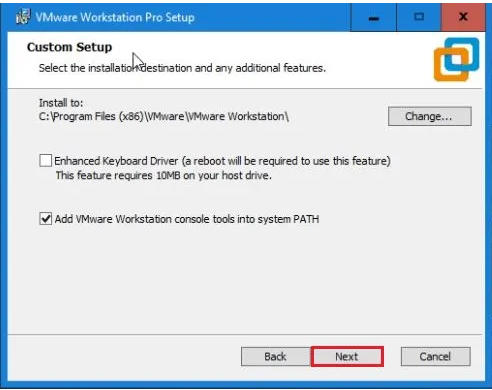 VMware Workstation Pro Setup
Custom Setup
Select the installation destination and any additional features.
Install to:
C:\Program Files (x86)\VMware\VMware Workstation\
Change...
Enhanced Keyboard Driver (a reboot will be required to use this feature)
This feature requires 10MB on your host drive.
Add VMware Workstation console tools into system PATH
Back
Next
Cancel